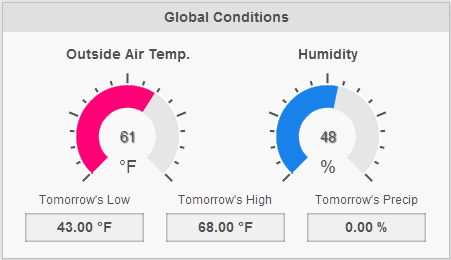 Global Conditions
Outside Air Temp. Humidity
61 48
°F %
Tomorrow's Low Tomorrow's High Tomorrow's Precip
43.00 °F 68.00 °F 0.00 %